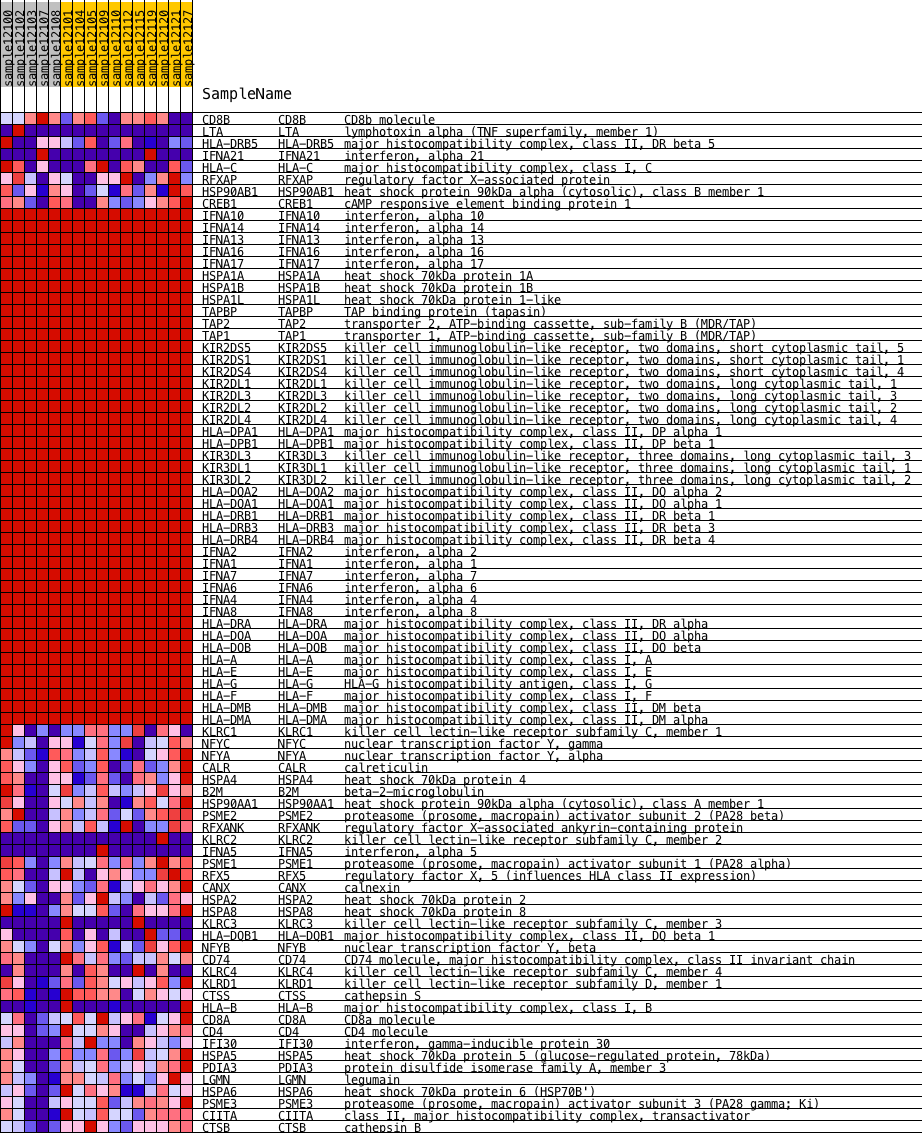 sample12100
sample12102
sample12103
sample12107
sample12108
sample12101
sample12104
sample12105
sample12109
sample12110
sample12112
sample12115
sample12119
sample12120
sample12121
sample12127
SampleName
CD8B CD8B CD8b molecule
LTA LTA lymphotoxin alpha (TNF superfamily, member 1)
HLA-DRB5 HLA-DRB5 major histocompatibility complex, class II, DR beta 5
IFNA21 IFNA21 interferon, alpha 21
HLA-C HLA-C major histocompatibility complex, class I, C
RFXAP RFXAP regulatory factor X-associated protein
HSP90AB1 HSP90AB1 heat shock protein 90kDa alpha (cytosolic), class B member 1
CREB1 CREB1 cAMP responsive element binding protein 1
IFNA10 IFNA10 interferon, alpha 10
IFNA14 IFNA14 interferon, alpha 14
IFNA13 IFNA13 interferon, alpha 13
IFNA16 IFNA16 interferon, alpha 16
IFNA17 IFNA17 interferon, alpha 17
HSPA1A HSPA1A heat shock 70kDa protein 1A
HSPA1B HSPA1B heat shock 70kDa protein 1B
HSPA1L HSPA1L heat shock 70kDa protein 1-like
TAPBP TAPBP TAP binding protein (tapasin)
TAP2 TAP2 transporter 2, ATP-binding cassette, sub-family B (MDR/TAP)
TAP1 TAP1 transporter 1, ATP-binding cassette, sub-family B (MDR/TAP)
KIR2DS5 KIR2DS5 killer cell immunoglobulin-like receptor, two domains, short cytoplasmic tail, 5
KIR2DS1 KIR2DS1 killer cell immunoglobulin-like receptor, two domains, short cytoplasmic tail, 1
KIR2DS4 KIR2DS4 killer cell immunoglobulin-like receptor, two domains, short cytoplasmic tail, 4
KIR2DL1 KIR2DL1 killer cell immunoglobulin-like receptor, two domains, long cytoplasmic tail, 1
KIR2DL3 KIR2DL3 killer cell immunoglobulin-like receptor, two domains, long cytoplasmic tail, 3
KIR2DL2 KIR2DL2 killer cell immunoglobulin-like receptor, two domains, long cytoplasmic tail, 2
KIR2DL4 KIR2DL4 killer cell immunoglobulin-like receptor, two domains, long cytoplasmic tail, 4
HLA-DPA1 HLA-DPA1 major histocompatibility complex, class II, DP alpha 1
HLA-DPB1 HLA-DPB1 major histocompatibility complex, class II, DP beta 1
KIR3DL3 KIR3DL3 killer cell immunoglobulin-like receptor, three domains, long cytoplasmic tail, 3
KIR3DL1 KIR3DL1 killer cell immunoglobulin-like receptor, three domains, long cytoplasmic tail, 1
KIR3DL2 KIR3DL2 killer cell immunoglobulin-like receptor, three domains, long cytoplasmic tail, 2
HLA-DQA2 HLA-DQA2 major histocompatibility complex, class II, DQ alpha 2
HLA-DQA1 HLA-DQA1 major histocompatibility complex, class II, DQ alpha 1
HLA-DRB1 HLA-DRB1 major histocompatibility complex, class II, DR beta 1
HLA-DRB3 HLA-DRB3 major histocompatibility complex, class II, DR beta 3
HLA-DRB4 HLA-DRB4 major histocompatibility complex, class II, DR beta 4
IFNA2 IFNA2 interferon, alpha 2
IFNA1 IFNA1 interferon, alpha 1
IFNA7 IFNA7 interferon, alpha 7
IFNA6 IFNA6 interferon, alpha 6
IFNA4 IFNA4 interferon, alpha 4
IFNA8 IFNA8 interferon, alpha 8
HLA-DRA HLA-DRA major histocompatibility complex, class II, DR alpha
HLA-DOA HLA-DOA major histocompatibility complex, class II, DO alpha
HLA-DOB HLA-DOB major histocompatibility complex, class II, DO beta
HLA-A HLA-A major histocompatibility complex, class I, A
HLA-E HLA-E major histocompatibility complex, class I, E
HLA-G HLA-G HLA-G histocompatibility antigen, class I, G
HLA-F HLA-F major histocompatibility complex, class I, F
HLA-DMB HLA-DMB major histocompatibility complex, class II, DM beta
HLA-DMA HLA-DMA major histocompatibility complex, class II, DM alpha
KLRC1 KLRC1 killer cell lectin-like receptor subfamily C, member 1
NFYC NFYC nuclear transcription factor Y, gamma
NFYA NFYA nuclear transcription factor Y, alpha
CALR CALR calreticulin
HSPA4 HSPA4 heat shock 70kDa protein 4
B2M B2M beta-2-microglobulin
HSP90AA1 HSP90AA1 heat shock protein 90kDa alpha (cytosolic), class A member 1
PSME2 PSME2 proteasome (prosome, macropain) activator subunit 2 (PA28 beta)
RFXANK RFXANK regulatory factor X-associated ankyrin-containing protein
KLRC2 KLRC2 killer cell lectin-like receptor subfamily C, member 2
IFNA5 IFNA5 interferon, alpha 5
PSME1 PSME1 proteasome (prosome, macropain) activator subunit 1 (PA28 alpha)
RFX5 RFX5 regulatory factor X, 5 (influences HLA class II expression)
CANX CANX calnexin
HSPA2 HSPA2 heat shock 70kDa protein 2
HSPA8 HSPA8 heat shock 70kDa protein 8
KLRC3 KLRC3 killer cell lectin-like receptor subfamily C, member 3
HLA-DQB1 HLA-DQB1 major histocompatibility complex, class II, DQ beta 1
NFYB NFYB nuclear transcription factor Y, beta
CD74 CD74 CD74 molecule, major histocompatibility complex, class II invariant chain
KLRC4 KLRC4 killer cell lectin-like receptor subfamily C, member 4
KLRD1 KLRD1 killer cell lectin-like receptor subfamily D, member 1
CTSS CTSS cathepsin S
HLA-B HLA-B major histocompatibility complex, class I, B
CD8A CD8A CD8a molecule
CD4 CD4 CD4 molecule
IFI30 IFI30 interferon, gamma-inducible protein 30
HSPA5 HSPA5 heat shock 70kDa protein 5 (glucose-regulated protein, 78kDa)
PDIA3 PDIA3 protein disulfide isomerase family A, member 3
LGMN LGMN legumain
HSPA6 HSPA6 heat shock 70kDa protein 6 (HSP70B')
PSME3 PSME3 proteasome (prosome, macropain) activator subunit 3 (PA28 gamma; Ki)
CIITA CIITA class II, major histocompatibility complex, transactivator
CTSB CTSB cathepsin B